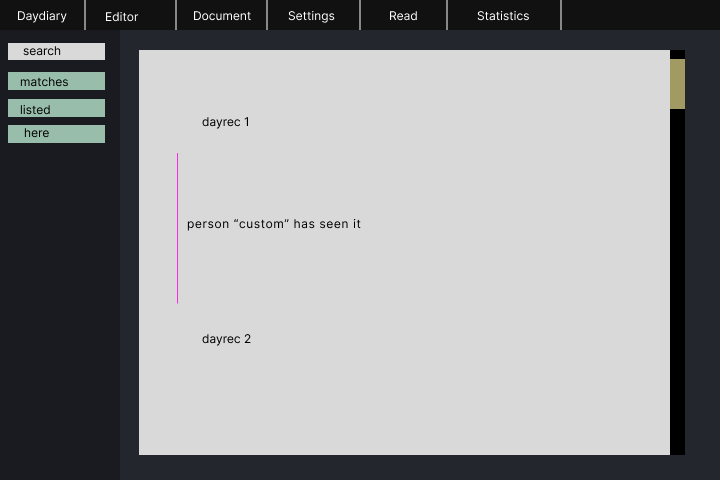 Daydiary Editor Document Settings Read Statistics
search
matches
listed
here
dayrec 1
person “custom” has seen it
dayrec 2